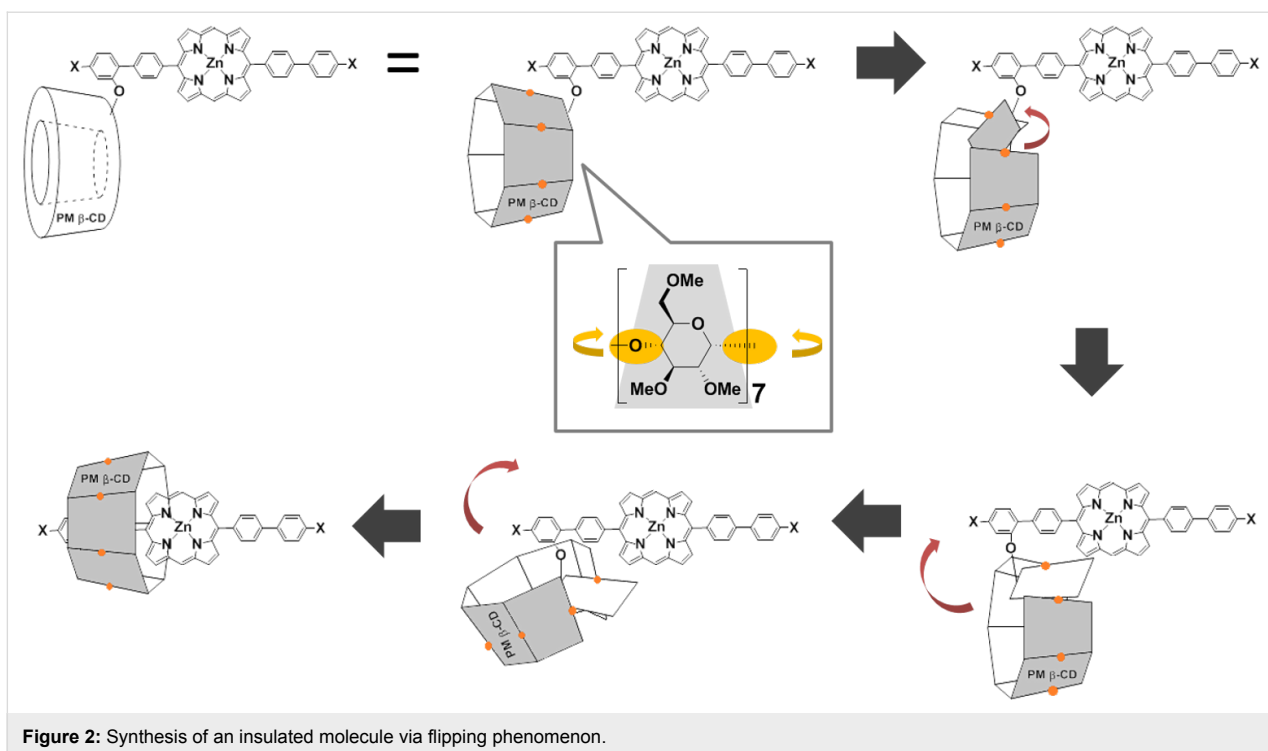 X
O
N
N
N
N
Zn
X
PM β-CD
=
X
O
N
N
N
N
Zn
X
PM β-CD
X
O
N
N
N
N
Zn
X
PM β-CD
OMe
O
O
MeO
OMe
7
PM β-CD
X
N
N
N
N
Zn
X
X
O
N
N
N
N
Zn
X
PM β-CD
X
O
N
N
N
N
Zn
X
PM β-CD
Figure 2: Synthesis of an insulated molecule via flipping phenomenon.